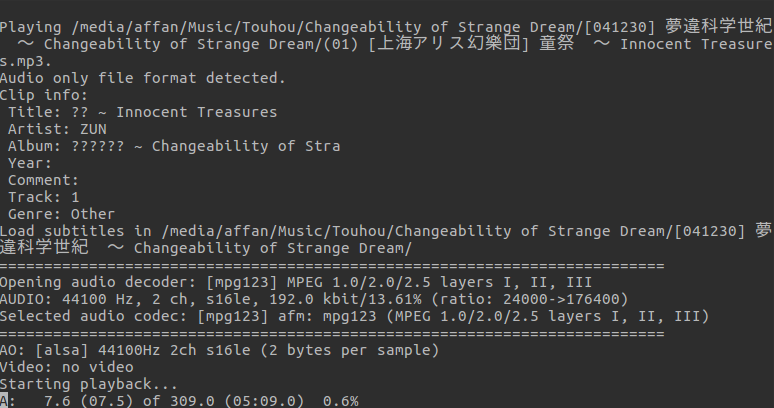 Playing /media/affan/Music/Touhou/Changeability of Strange Dream/[041230] 夢違科学世紀
　～ Changeability of Strange Dream/(01) [上海アリス幻樂団] 童祭　～ Innocent Treasure
s.mp3.
Audio only file format detected.
Clip info:
 Title: ?? ~ Innocent Treasures
 Artist: ZUN
 Album: ?????? ~ Changeability of Stra
 Year:
 Comment:
 Track: 1
 Genre: Other
Load subtitles in /media/affan/Music/Touhou/Changeability of Strange Dream/[041230] 夢
違科学世紀　～ Changeability of Strange Dream/
==========================================================================
Opening audio decoder: [mpg123] MPEG 1.0/2.0/2.5 layers I, II, III
AUDIO: 44100 Hz, 2 ch, s16le, 192.0 kbit/13.61% (ratio: 24000->176400)
Selected audio codec: [mpg123] afm: mpg123 (MPEG 1.0/2.0/2.5 layers I, II, III)
==========================================================================
AO: [alsa] 44100Hz 2ch s16le (2 bytes per sample)
Video: no video
Starting playback...
A:   7.6 (07.5) of 309.0 (05:09.0)  0.6%